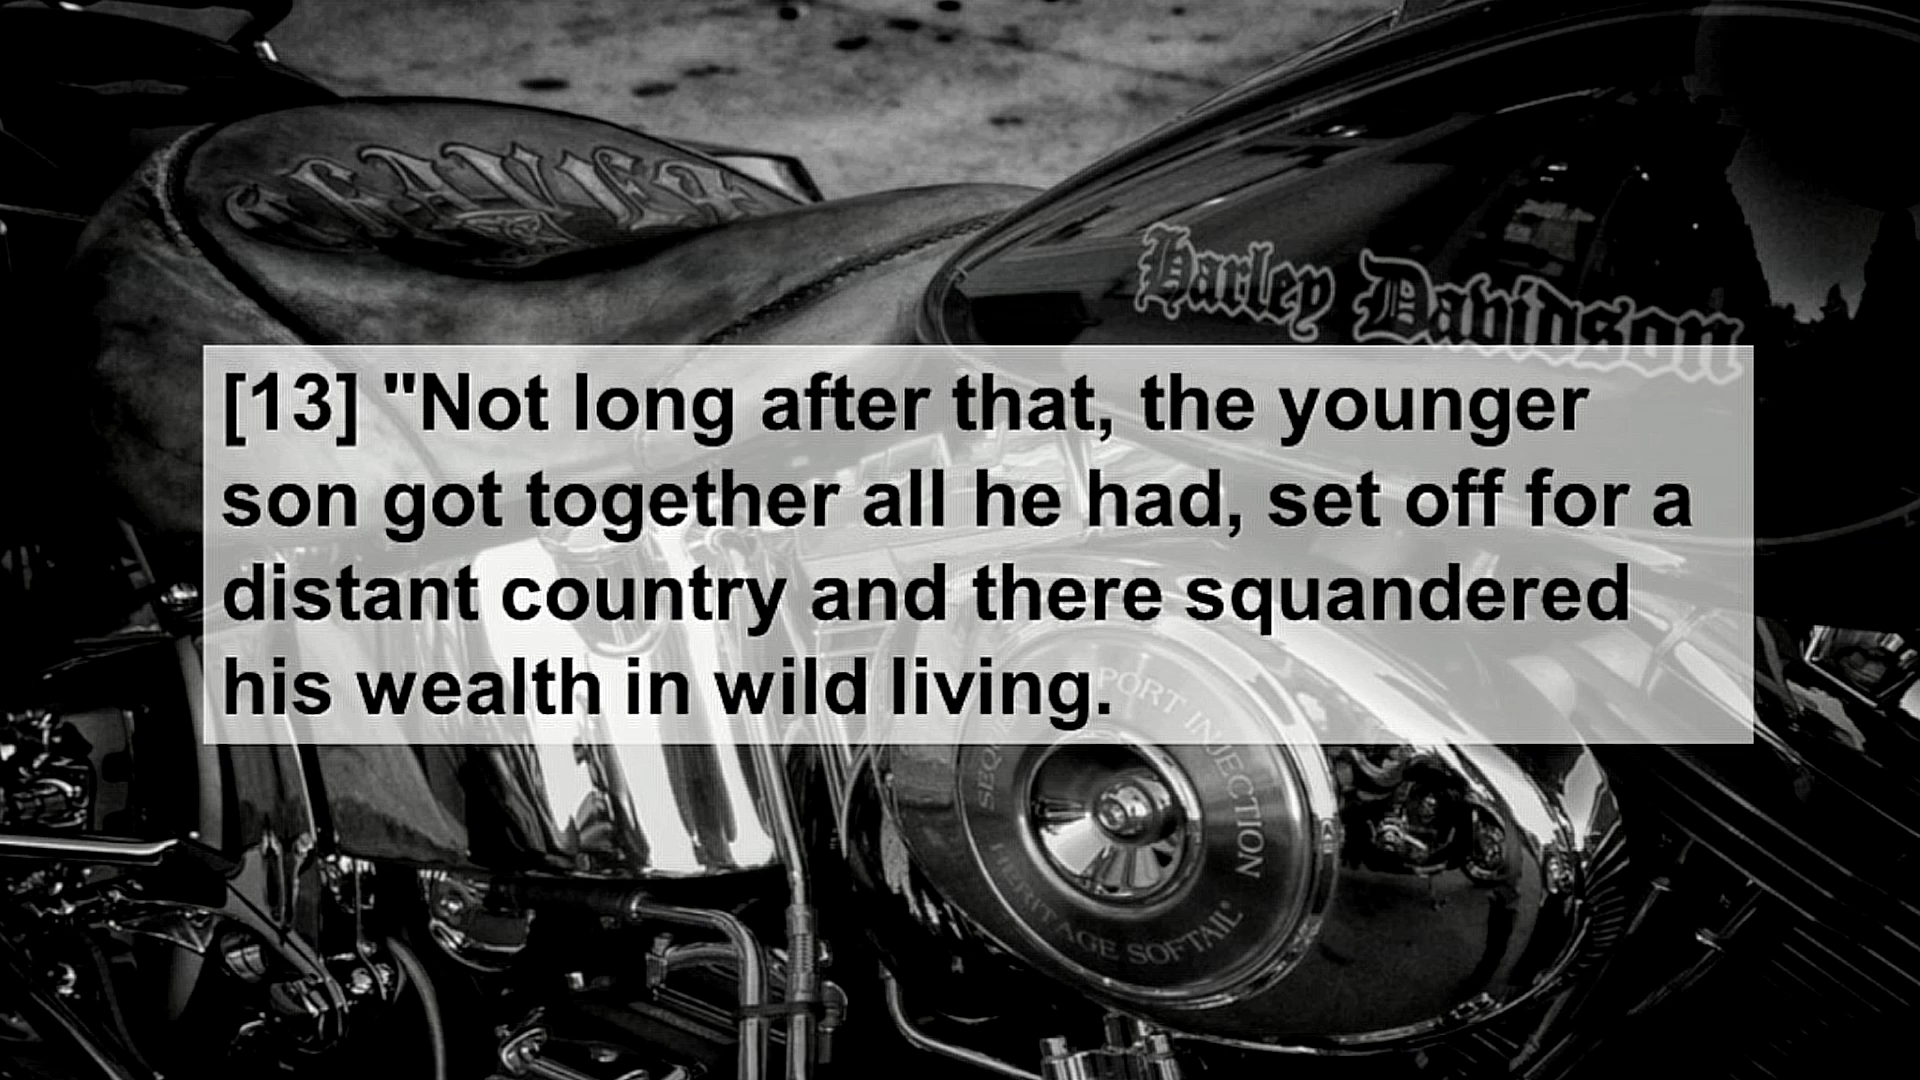 Harley Davidson
[13] "Not long after that, the younger
son got together all he had, set off for a
distant country and there squandered
his wealth in wild living.
PORT INJECTION
HERITAGE SOFTAIL